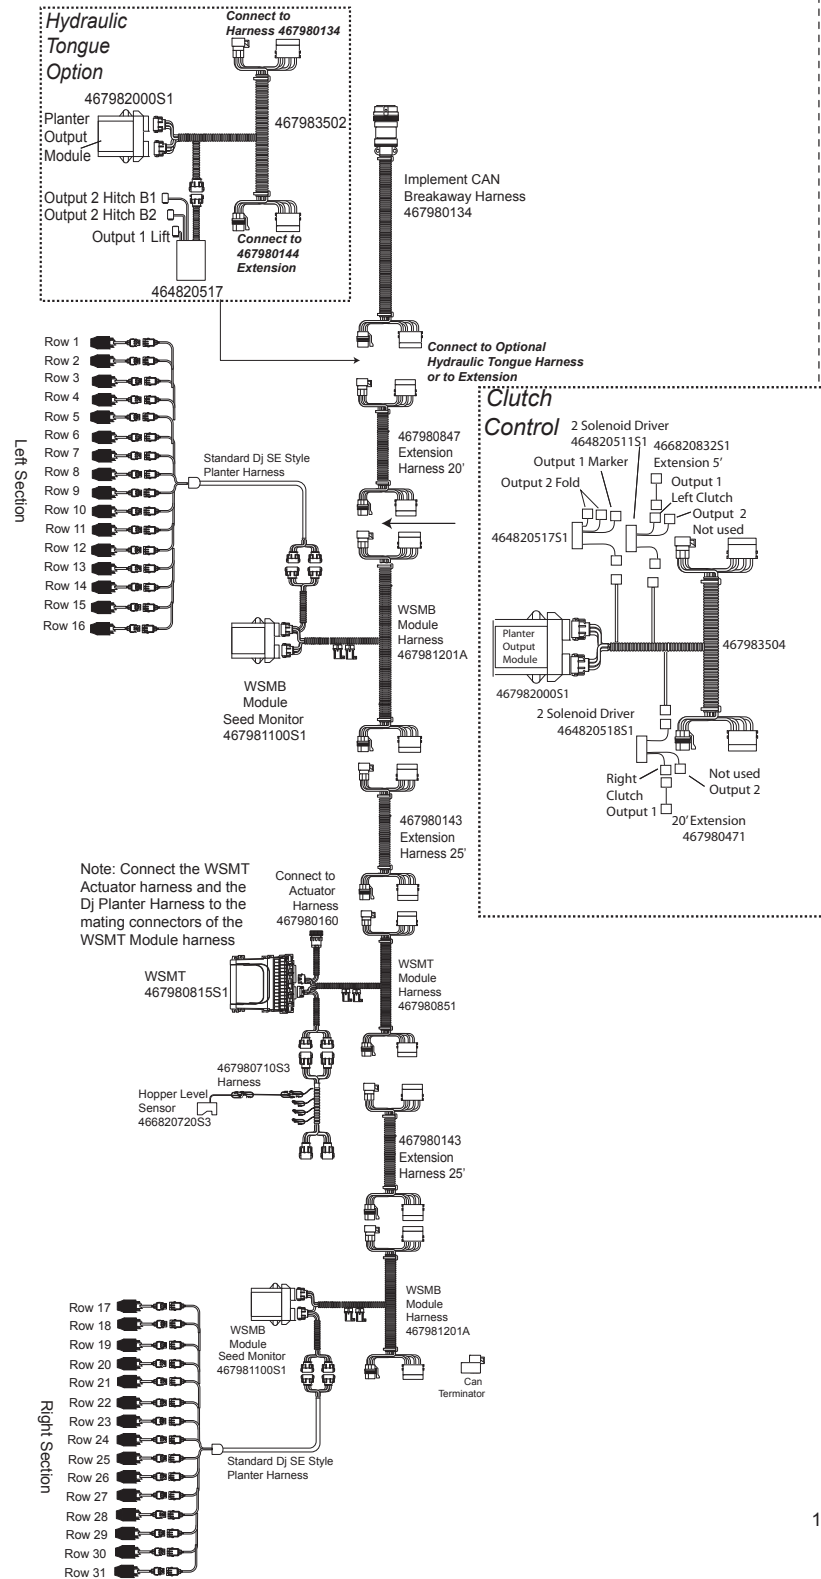 Hydraulic
Tongue
Option
Connect to
Harness 467980134
467982000S1
Planter
Output
Module
467983502
Output 2 Hitch B1
Output 2 Hitch B2
Output 1 Lift
Connect to
467980144
Extension
464820517
Implement CAN
Breakaway Harness
467980134
Connect to Optional
Hydraulic Tongue Harness
or to Extension
Left Section
Row 1
Row 2
Row 3
Row 4
Row 5
Row 6
Row 7
Row 8
Row 9
Row 10
Row 11
Row 12
Row 13
Row 14
Row 15
Row 16
Standard Dj SE Style
Planter Harness
467980847
Extension
Harness 20'
WSMB
Module
Harness
467981201A
WSMB
Module
Seed Monitor
467981100S1
Clutch
Control
2 Solenoid Driver
464820511S1
466820832S1
Extension 5'
Output 1 Marker
Output 2 Fold
Output 1
Left Clutch
Output 2
Not used
464820517S1
Planter
Output
Module
467982000S1
467983504
2 Solenoid Driver
464820518S1
Right
Clutch
Output 1
Not used
Output 2
20' Extension
467980471
467980143
Extension
Harness 25'
Note: Connect the WSMT
Actuator harness and the
Dj Planter Harness to the
mating connectors of the
WSMT Module harness
Connect to
Actuator
Harness
467980160
WSMT
467980815S1
WSMT
Module
Harness
467980851
467980710S3
Harness
Hopper Level
Sensor
466820720S3
467980143
Extension
Harness 25'
WSMB
Module
Harness
467981201A
WSMB
Module
Seed Monitor
467981100S1
Can
Terminator
Right Section
Row 17
Row 18
Row 19
Row 20
Row 21
Row 22
Row 23
Row 24
Row 25
Row 26
Row 27
Row 28
Row 29
Row 30
Row 31
Standard Dj SE Style
Planter Harness
1